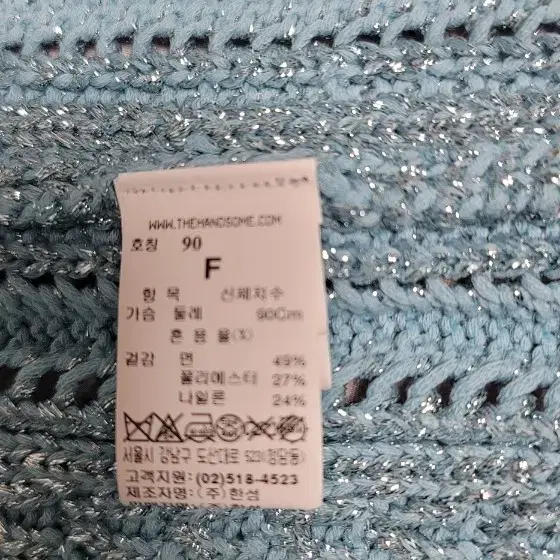 WWW.THEHANDSOME.COM
호칭 90
F
항 목 신체치수
가슴 둘레 90Cm
혼 용 율(%)
겉감 면 49%
폴리에스터 27%
나일론 24%
서울시 강남구 도산대로 523(청담동)
고객지원:(02)518-4523
제조자명:(주)한섬